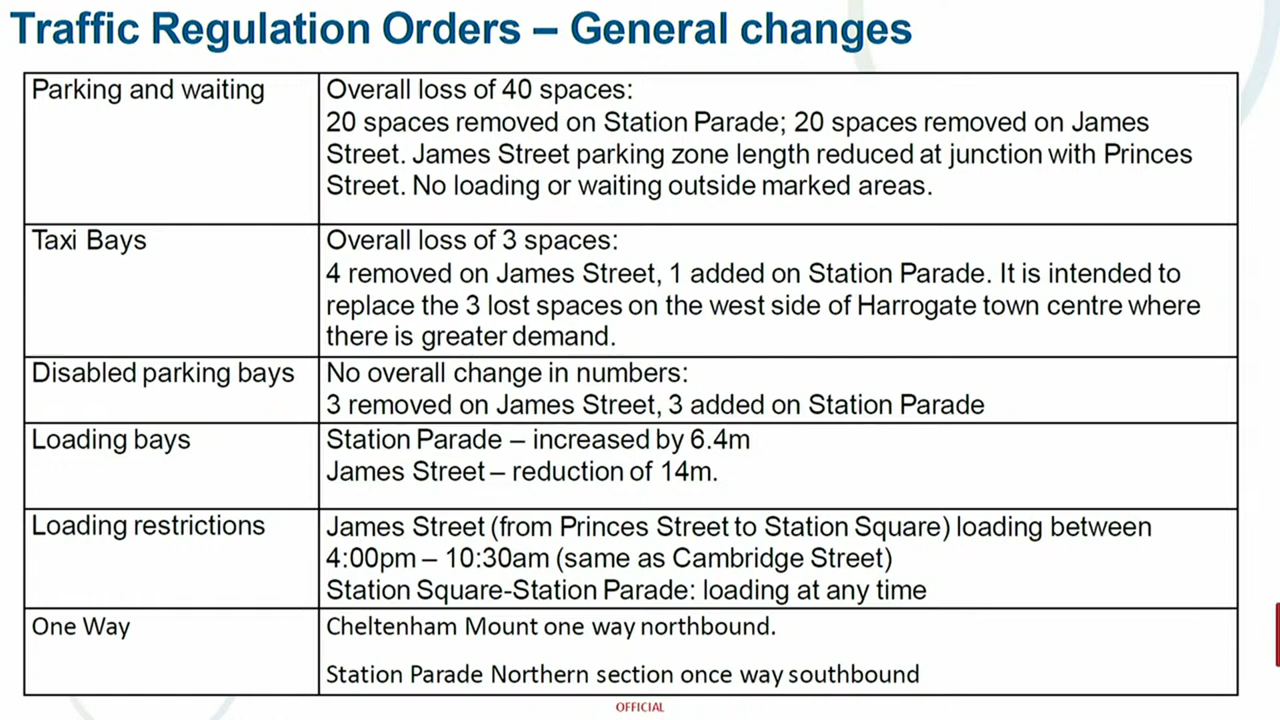 Traffic Regulation Orders – General changes
Parking and waiting
Overall loss of 40 spaces:
20 spaces removed on Station Parade; 20 spaces removed on James
Street. James Street parking zone length reduced at junction with Princes
Street. No loading or waiting outside marked areas.
Taxi Bays
Overall loss of 3 spaces:
4 removed on James Street, 1 added on Station Parade. It is intended to
replace the 3 lost spaces on the west side of Harrogate town centre where
there is greater demand.
Disabled parking bays
No overall change in numbers:
3 removed on James Street, 3 added on Station Parade
Loading bays
Station Parade – increased by 6.4m
James Street – reduction of 14m.
Loading restrictions
James Street (from Princes Street to Station Square) loading between
4:00pm – 10:30am (same as Cambridge Street)
Station Square-Station Parade: loading at any time
One Way
Cheltenham Mount one way northbound.
Station Parade Northern section once way southbound
OFFICIAL